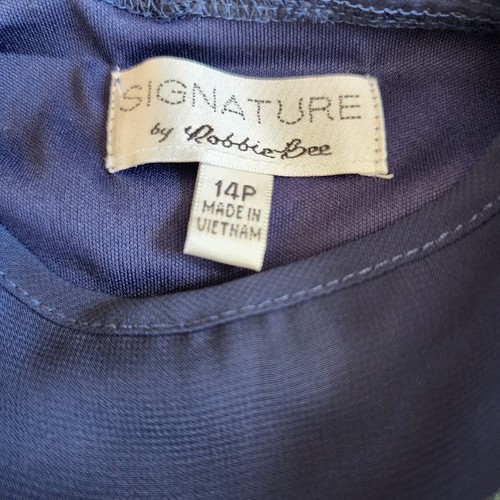 SIGNATURE
by Robbie Bee
14P
MADE IN
VIETNAM